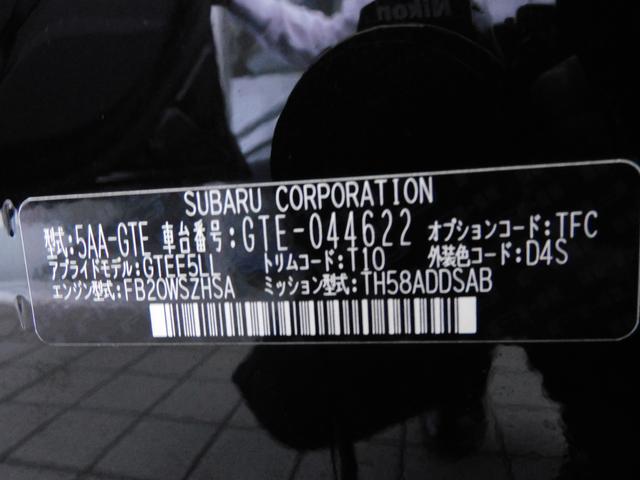 Nikon
SUBARU CORPORATION
型式:5AA-GTE 車台番号:GTE-044622 オプションコード:TFC
アプライドモデル:GTEE5LL トリムコード:T10 外装色コード:D4S
エンジン型式:FB20WSZHSA ミッション型式:TH58ADDSAB